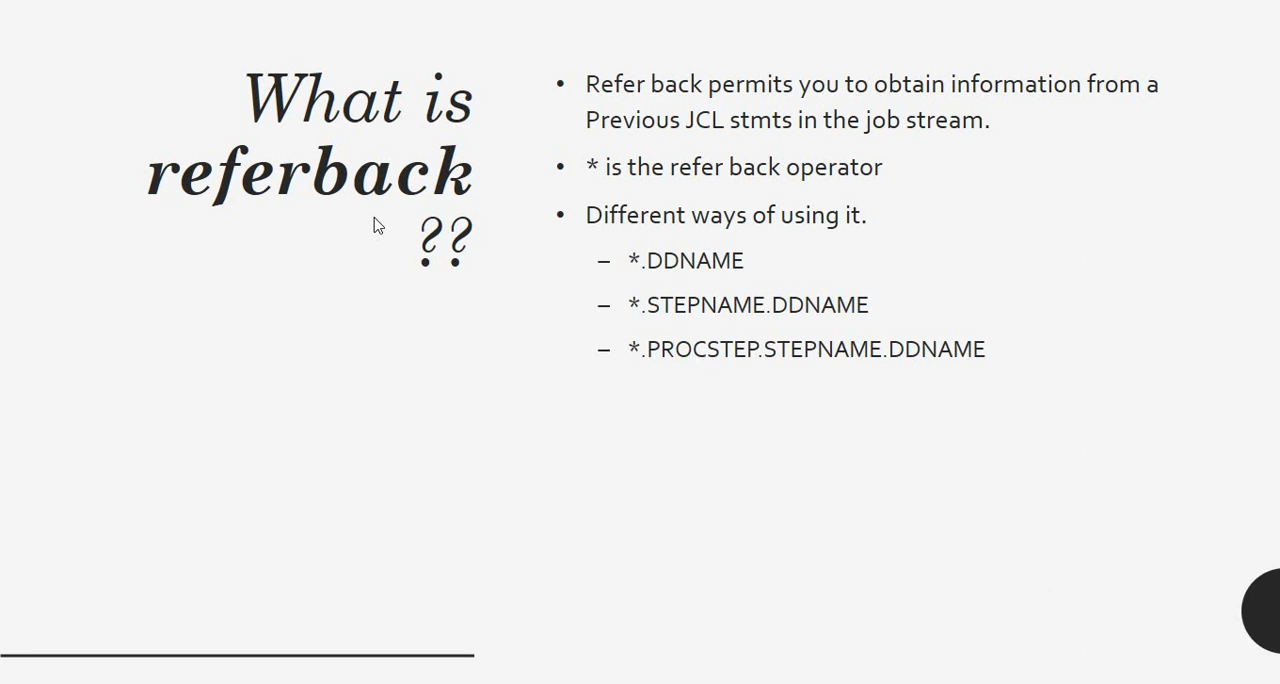 What is
referback
??
• Refer back permits you to obtain information from a
Previous JCL stmts in the job stream.
• * is the refer back operator
• Different ways of using it.
– *.DDNAME
– *.STEPNAME.DDNAME
– *.PROCSTEP.STEPNAME.DDNAME